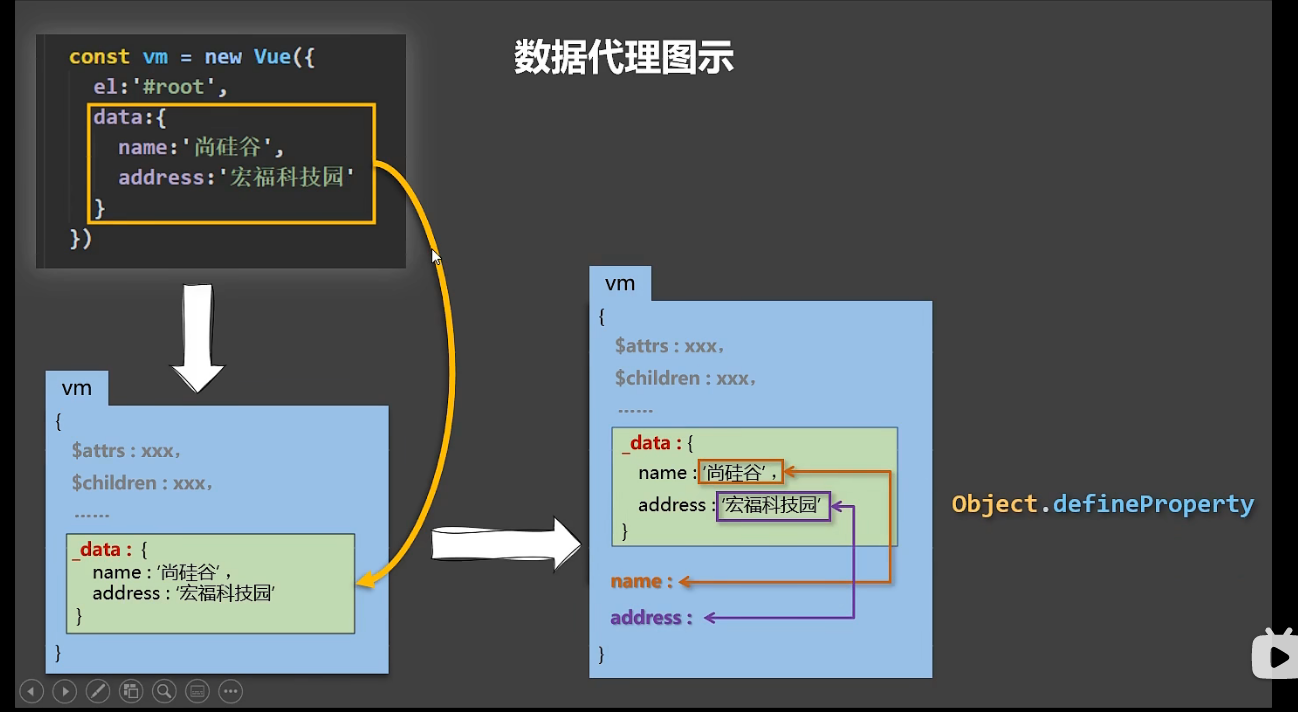 数据代理图示
const vm = new Vue({
el:'#root',
data:{
name:'尚硅谷',
address:'宏福科技园'
}
})
vm
{
$attrs : xxx，
$children : xxx，
……
_data : {
name : '尚硅谷' ，
address : '宏福科技园'
}
}
vm
{
$attrs : xxx，
$children : xxx，
……
_data : {
name : '尚硅谷' ，
address : '宏福科技园'
}
name :
address :
}
Object.defineProperty